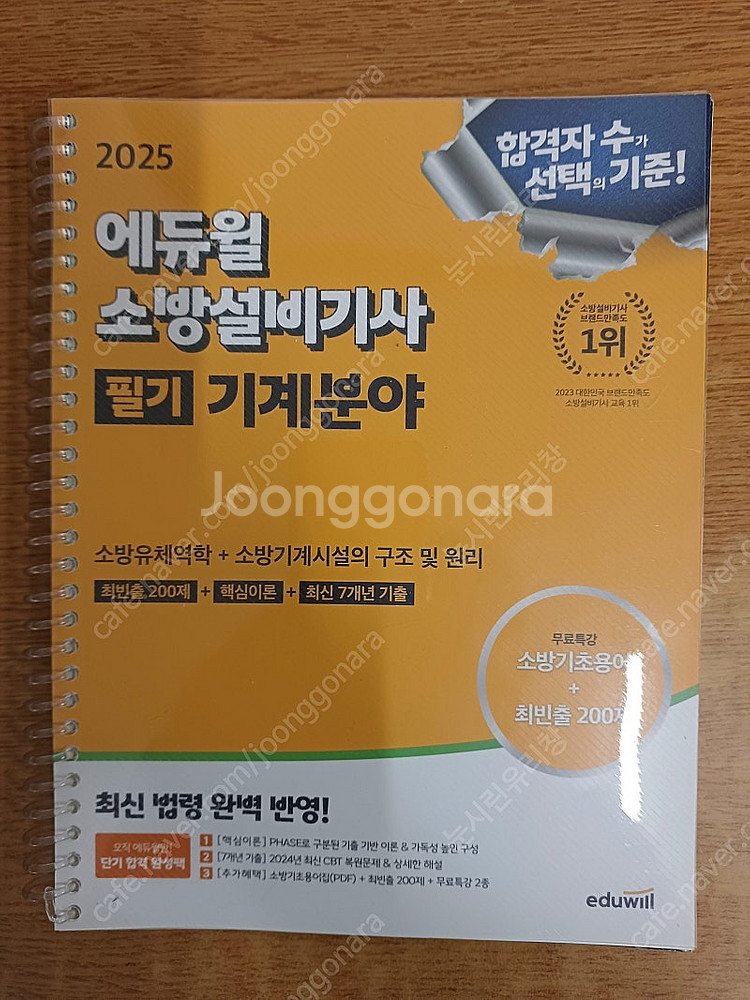 2025
합격자 수가
선택의 기준!
에듀윌
소방설비기사
필기 기계분야
소방설비기사
브랜드만족도
1위
2023 대한민국 브랜드만족도
소방설비기사 교육 1위
Joonggonara
소방유체역학 + 소방기계시설의 구조 및 원리
최빈출 200제 + 핵심이론 + 최신 7개년 기출
무료특강
소방기초용어
+
최빈출 200제
최신 법령 완벽 반영!
오직 에듀윌만!
단기 합격 완성팩
1 [핵심이론] PHASE로 구분된 기출 기반 이론 & 가독성 높인 구성
2 [7개년 기출] 2024년 최신 CBT 복원문제 & 상세한 해설
3 [추가혜택] 소방기초용어집(PDF) + 최빈출 200제 + 무료특강 2종
eduwill
cafe.naver.com/joonggonara
눈시린유리창